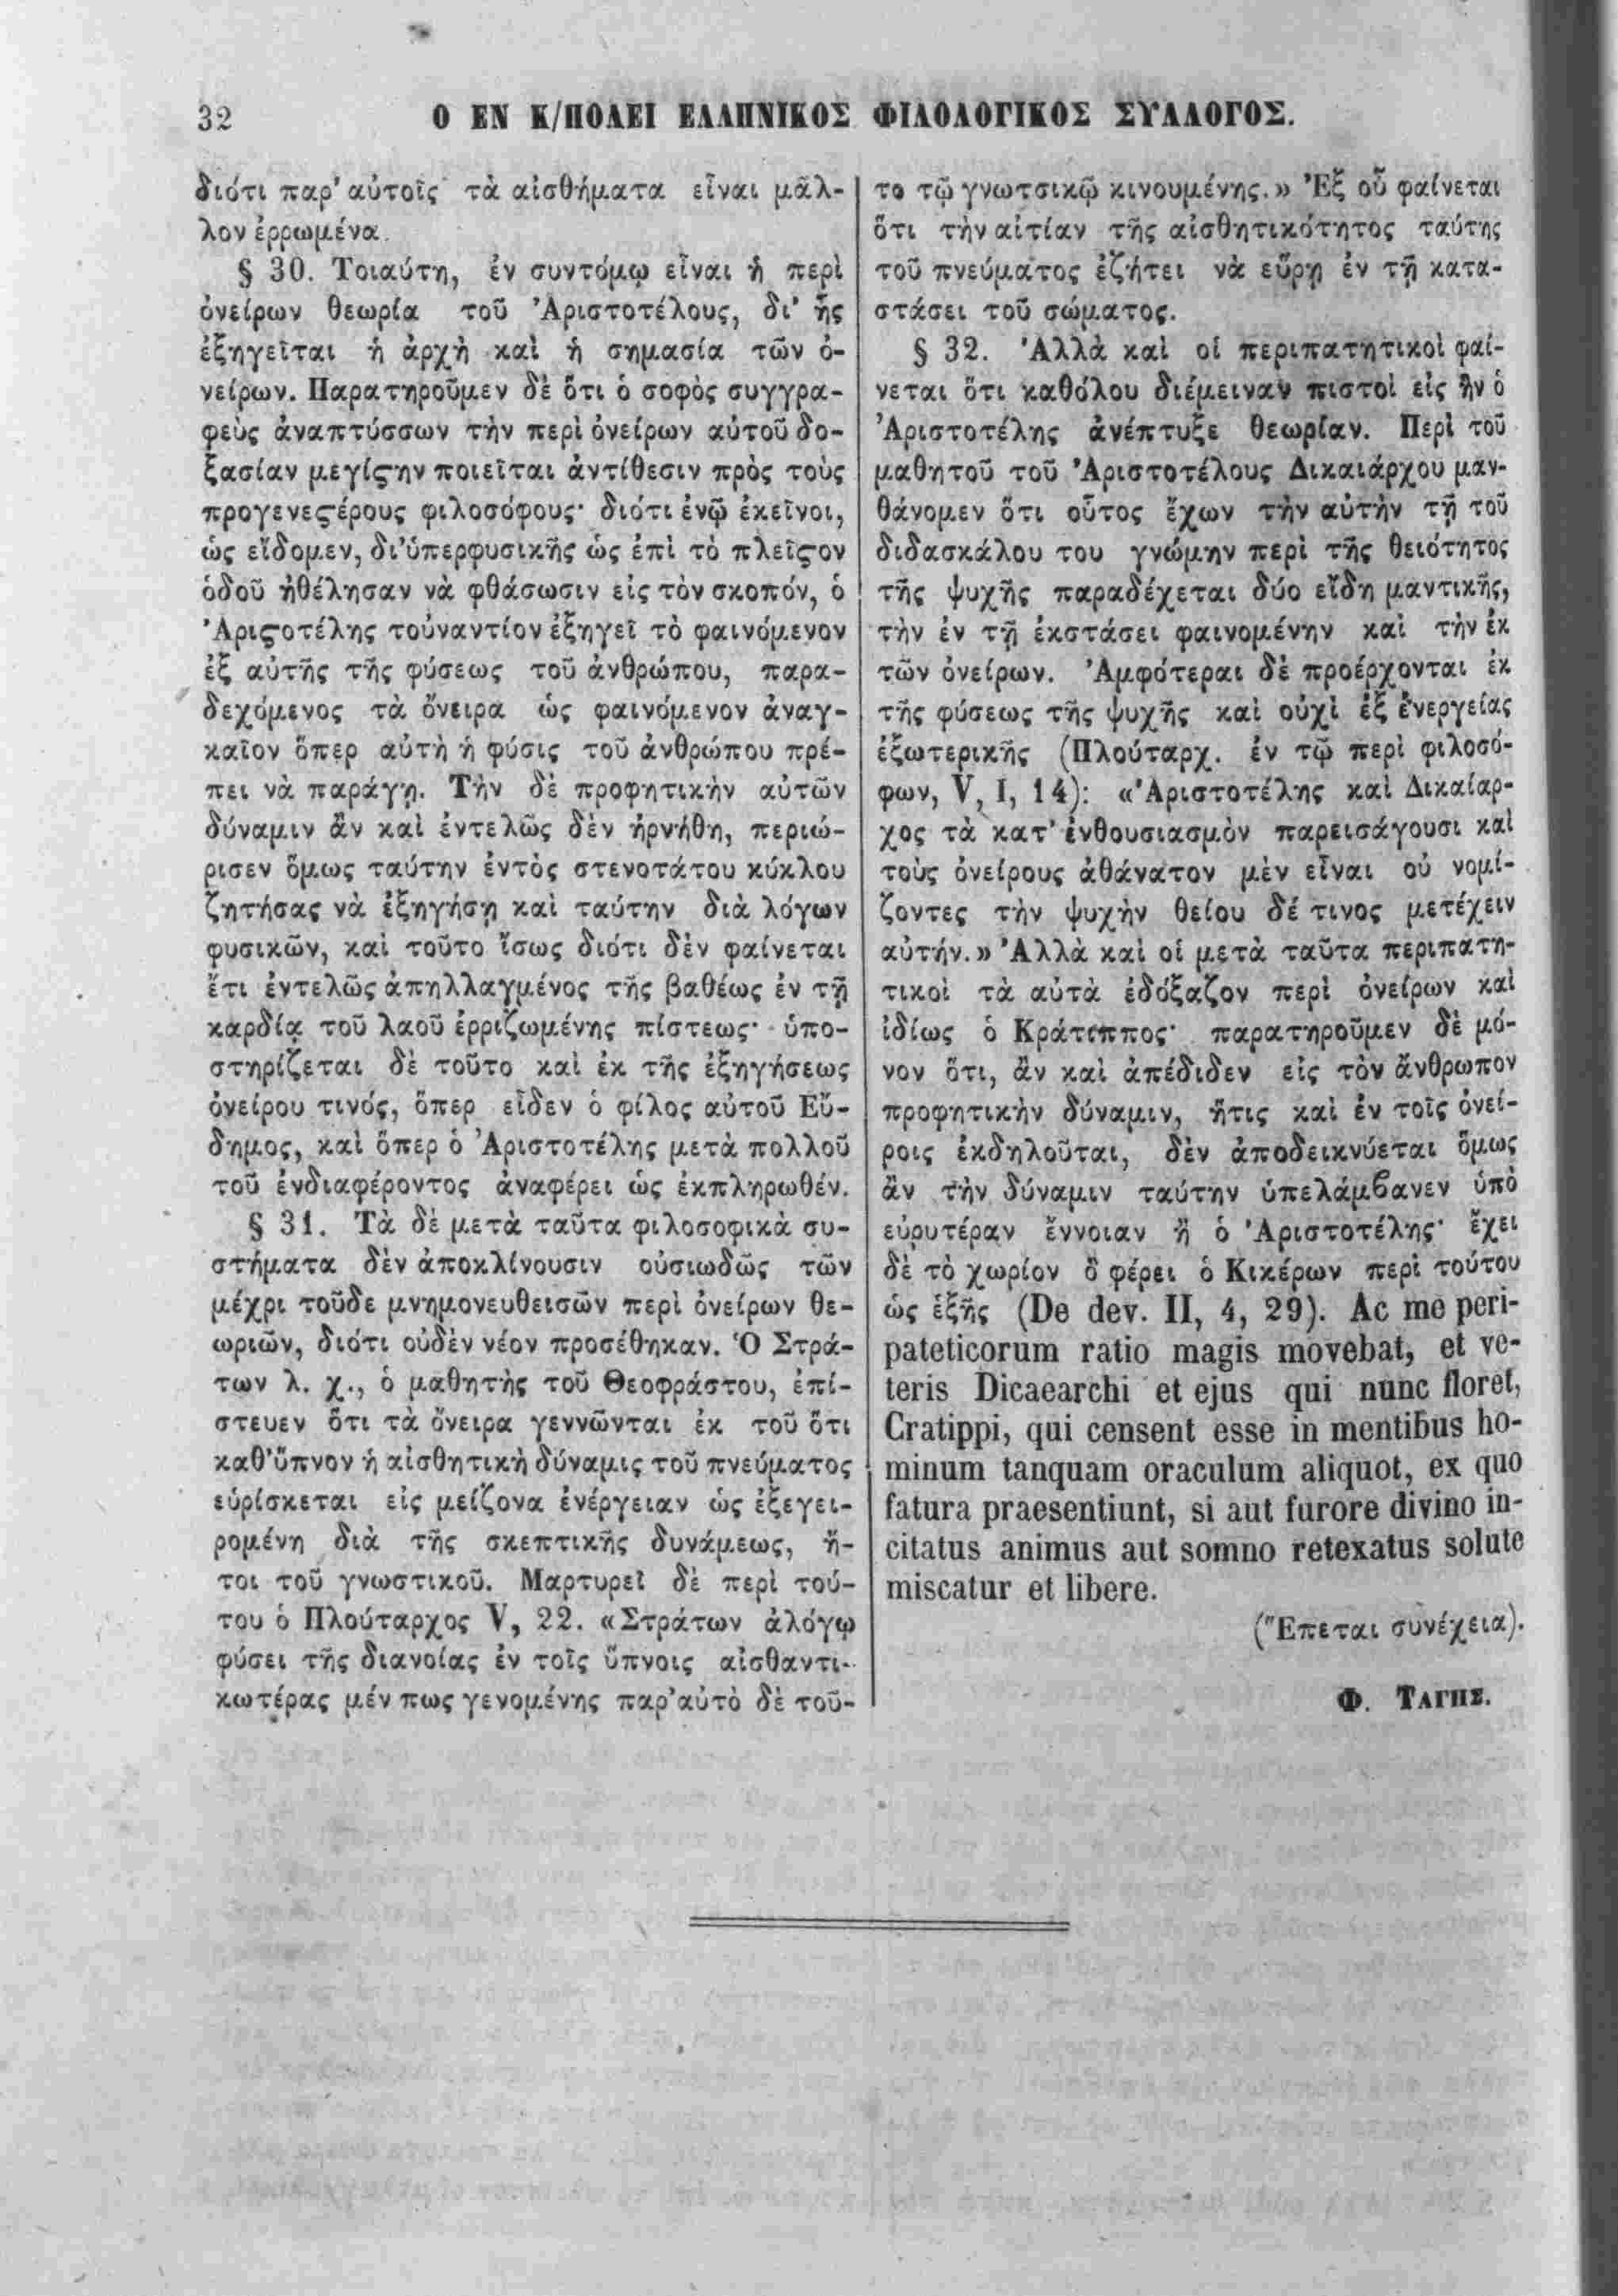 32
Ο ΕΝ Κ/ΠΟΛΕΙ ΕΛΛΗΝΙΚΟΣ ΦΙΛΟΛΟΓΙΚΟΣ ΣΥΛΛΟΓΟΣ.
διότι παρ' αὐτοῖς τὰ αἰσθήματα εἶναι μᾶλ-
λον ἐρρωμένα.
§ 30. Τοιαύτη, ἐν συντόμῳ εἶναι ἡ περὶ
ὀνείρων θεωρία τοῦ Ἀριστοτέλους, δι' ἧς
ἐξηγεῖται ἡ ἀρχὴ καὶ ἡ σημασία τῶν ὀ-
νείρων. Παρατηροῦμεν δὲ ὅτι ὁ σοφὸς συγγρα-
φεὺς ἀναπτύσσων τὴν περὶ ὀνείρων αὑτοῦ δο-
ξασίαν μεγίϛην ποιεῖται ἀντίθεσιν πρὸς τοὺς
προγενεϛέρους φιλοσόφους· διότι ἐνῷ ἐκεῖνοι,
ὡς εἴδομεν, δι' ὑπερφυσικῆς ὡς ἐπὶ τὸ πλεῖϛον
ὁδοῦ ἠθέλησαν νὰ φθάσωσιν εἰς τὸν σκοπόν, ὁ
Ἀριϛοτέλης τοὐναντίον ἐξηγεῖ τὸ φαινόμενον
ἐξ αὐτῆς τῆς φύσεως τοῦ ἀνθρώπου, παρα-
δεχόμενος τὰ ὄνειρα ὡς φαινόμενον ἀναγ-
καῖον ὅπερ αὐτὴ ἡ φύσις τοῦ ἀνθρώπου πρέ-
πει νὰ παράγῃ. Τὴν δὲ προφητικὴν αὐτῶν
δύναμιν ἂν καὶ ἐντελῶς δὲν ἠρνήθη, περιώ-
ρισεν ὅμως ταύτην ἐντὸς στενοτάτου κύκλου
ζητήσας νὰ ἐξηγήσῃ καὶ ταύτην διὰ λόγων
φυσικῶν, καὶ τοῦτο ἴσως διότι δὲν φαίνεται
ἔτι ἐντελῶς ἀπηλλαγμένος τῆς βαθέως ἐν τῇ
καρδίᾳ τοῦ λαοῦ ἐρριζωμένης πίστεως· ὑπο-
στηρίζεται δὲ τοῦτο καὶ ἐκ τῆς ἐξηγήσεως
ὀνείρου τινός, ὅπερ εἶδεν ὁ φίλος αὐτοῦ Εὔ-
δημος, καὶ ὅπερ ὁ Ἀριστοτέλης μετὰ πολλοῦ
τοῦ ἐνδιαφέροντος ἀναφέρει ὡς ἐκπληρωθέν.
§ 31. Τὰ δὲ μετὰ ταῦτα φιλοσοφικὰ συ-
στήματα δὲν ἀποκλίνουσιν οὐσιωδῶς τῶν
μέχρι τοῦδε μνημονευθεισῶν περὶ ὀνείρων θε-
ωριῶν, διότι οὐδὲν νέον προσέθηκαν. Ὁ Στρά-
των λ. χ., ὁ μαθητὴς τοῦ Θεοφράστου, ἐπί-
στευεν ὅτι τὰ ὄνειρα γεννῶνται ἐκ τοῦ ὅτι
καθ' ὕπνον ἡ αἰσθητικὴ δύναμις τοῦ πνεύματος
εὑρίσκεται εἰς μείζονα ἐνέργειαν ὡς ἐξεγει-
ρομένη διὰ τῆς σκεπτικῆς δυνάμεως, ἤ-
τοι τοῦ γνωστικοῦ. Μαρτυρεῖ δὲ περὶ τού-
του ὁ Πλούταρχος V, 22. «Στράτων ἀλόγῳ
φύσει τῆς διανοίας ἐν τοῖς ὕπνοις αἰσθαντι-
κωτέρας μέν πως γενομένης παρ' αὐτὸ δὲ τοῦ-
το τῷ γνωτσικῷ κινουμένης.» Ἐξ οὗ φαίνεται
ὅτι τὴν αἰτίαν τῆς αἰσθητικότητος ταύτης
τοῦ πνεύματος ἐζήτει νὰ εὕρῃ ἐν τῇ κατα-
στάσει τοῦ σώματος.
§ 32. Ἀλλὰ καὶ οἱ περιπατητικοὶ φαί-
νεται ὅτι καθόλου διέμειναν πιστοὶ εἰς ἣν ὁ
Ἀριστοτέλης ἀνέπτυξε θεωρίαν. Περὶ τοῦ
μαθητοῦ τοῦ Ἀριστοτέλους Δικαιάρχου μαν-
θάνομεν ὅτι οὗτος ἔχων τὴν αὐτὴν τῇ τοῦ
διδασκάλου του γνώμην περὶ τῆς θειότητος
τῆς ψυχῆς παραδέχεται δύο εἴδη μαντικῆς,
τὴν ἐν τῇ ἐκστάσει φαινομένην καὶ τὴν ἐκ
τῶν ὀνείρων. Ἀμφότεραι δὲ προέρχονται ἐκ
τῆς φύσεως τῆς ψυχῆς καὶ οὐχὶ ἐξ ἐνεργείας
ἐξωτερικῆς (Πλούταρχ. ἐν τῷ περὶ φιλοσό-
φων, V, I, 14): «Ἀριστοτέλης καὶ Δικαίαρ-
χος τὰ κατ' ἐνθουσιασμὸν παρεισάγουσι καὶ
τοὺς ὀνείρους ἀθάνατον μὲν εἶναι οὐ νομί-
ζοντες τὴν ψυχὴν θείου δέ τινος μετέχειν
αὐτήν.» Ἀλλὰ καὶ οἱ μετὰ ταῦτα περιπατη-
τικοὶ τὰ αὐτὰ ἐδόξαζον περὶ ὀνείρων καὶ
ἰδίως ὁ Κράτιππος· παρατηροῦμεν δὲ μό-
νον ὅτι, ἂν καὶ ἀπέδιδεν εἰς τὸν ἄνθρωπον
προφητικὴν δύναμιν, ἥτις καὶ ἐν τοῖς ὀνεί-
ροις ἐκδηλοῦται, δὲν ἀποδεικνύεται ὅμως
ἂν τὴν δύναμιν ταύτην ὑπελάμϐανεν ὑπὸ
εὐρυτέραν ἔννοιαν ἢ ὁ Ἀριστοτέλης· ἔχει
δὲ τὸ χωρίον ὃ φέρει ὁ Κικέρων περὶ τούτου
ὡς ἑξῆς (De dev. II, 4, 29). Ac me peri-
pateticorum ratio magis movebat, et ve-
teris Dicaearchi et ejus qui nunc floret,
Cratippi, qui censent esse in mentibus ho-
minum tanquam oraculum aliquot, ex quo
fatura praesentiunt, si aut furore divino in-
citatus animus aut somno retexatus solute
miscatur et libere.
(Ἕπεται συνέχεια).
Φ. ΤΑΓΗΣ.